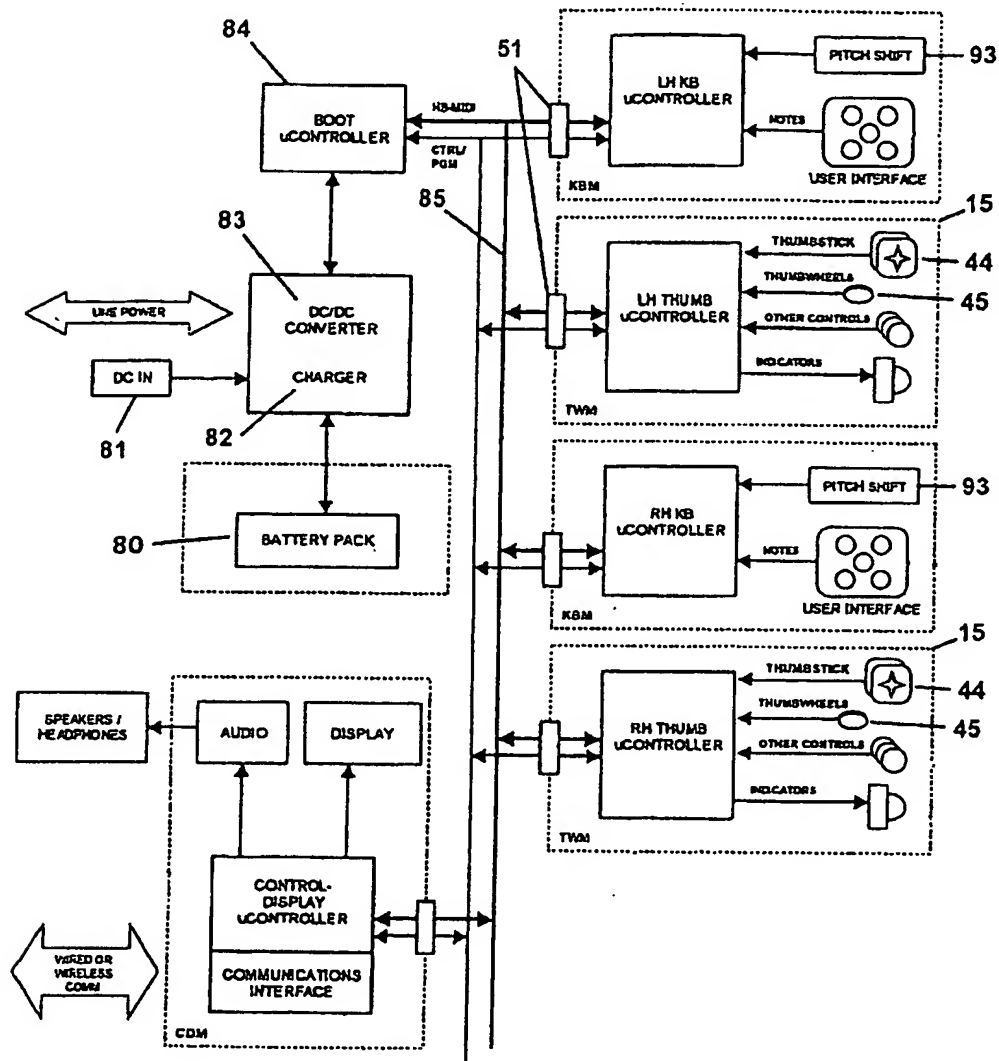 84
BOOT
uCONTROLLER
HS-MIDI
CTRL/
PGM
51
LH KB
uCONTROLLER
PITCH SHIFT
93
NOTES
USER INTERFACE
KBM
85
15
LH THUMB
uCONTROLLER
THUMBSTICK
44
THUMBWHEELS
45
OTHER CONTROLS
INDICATORS
TWM
83
DC/DC
CONVERTER
CHARGER
82
LINE POWER
DC IN
81
80
BATTERY PACK
RH KB
uCONTROLLER
PITCH SHIFT
93
NOTES
USER INTERFACE
KBM
15
RH THUMB
uCONTROLLER
THUMBSTICK
44
THUMBWHEELS
45
OTHER CONTROLS
INDICATORS
TWM
SPEAKERS /
HEADPHONES
AUDIO
DISPLAY
CONTROL-
DISPLAY
uCONTROLLER
COMMUNICATIONS
INTERFACE
WIRED OR
WIRELESS
COMM
CDM